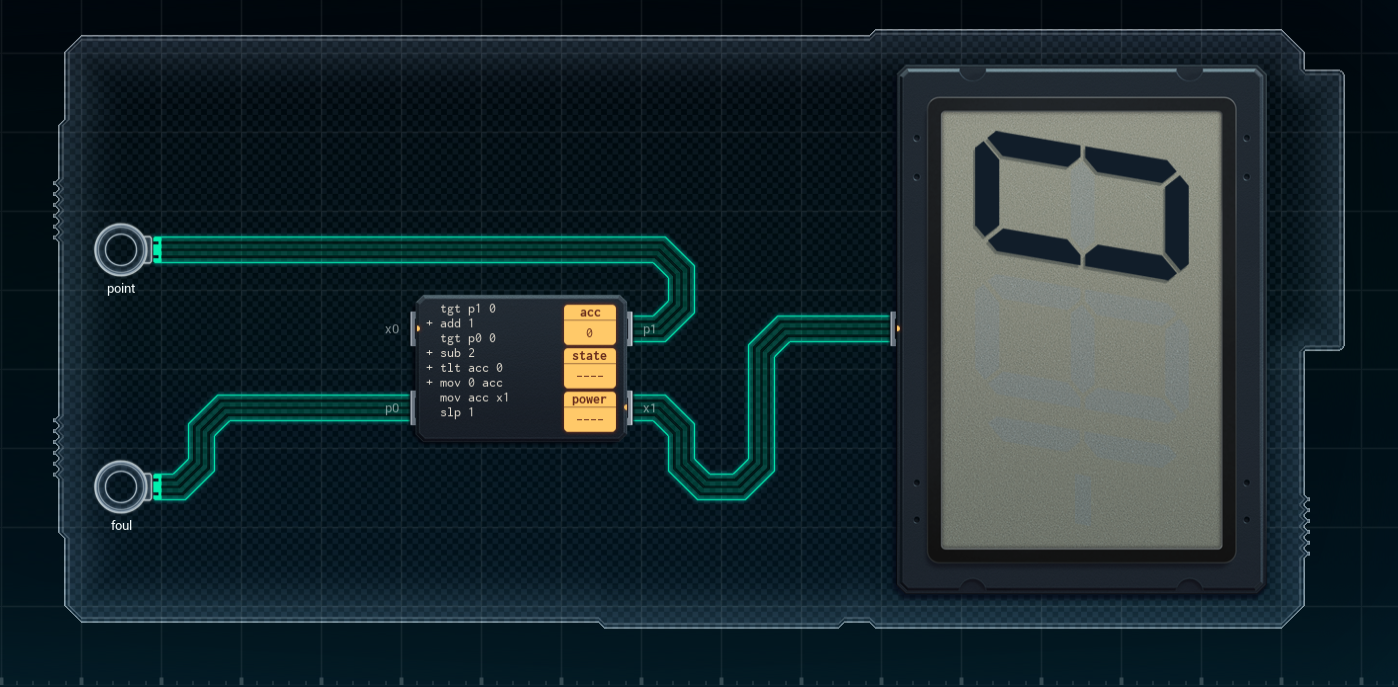 point
foul
x0
p0
tgt p1 0
+ add 1
tgt p0 0
+ sub 2
+ tlt acc 0
+ mov 0 acc
mov acc x1
slp 1
acc
0
state
----
power
----
p1
x1
0